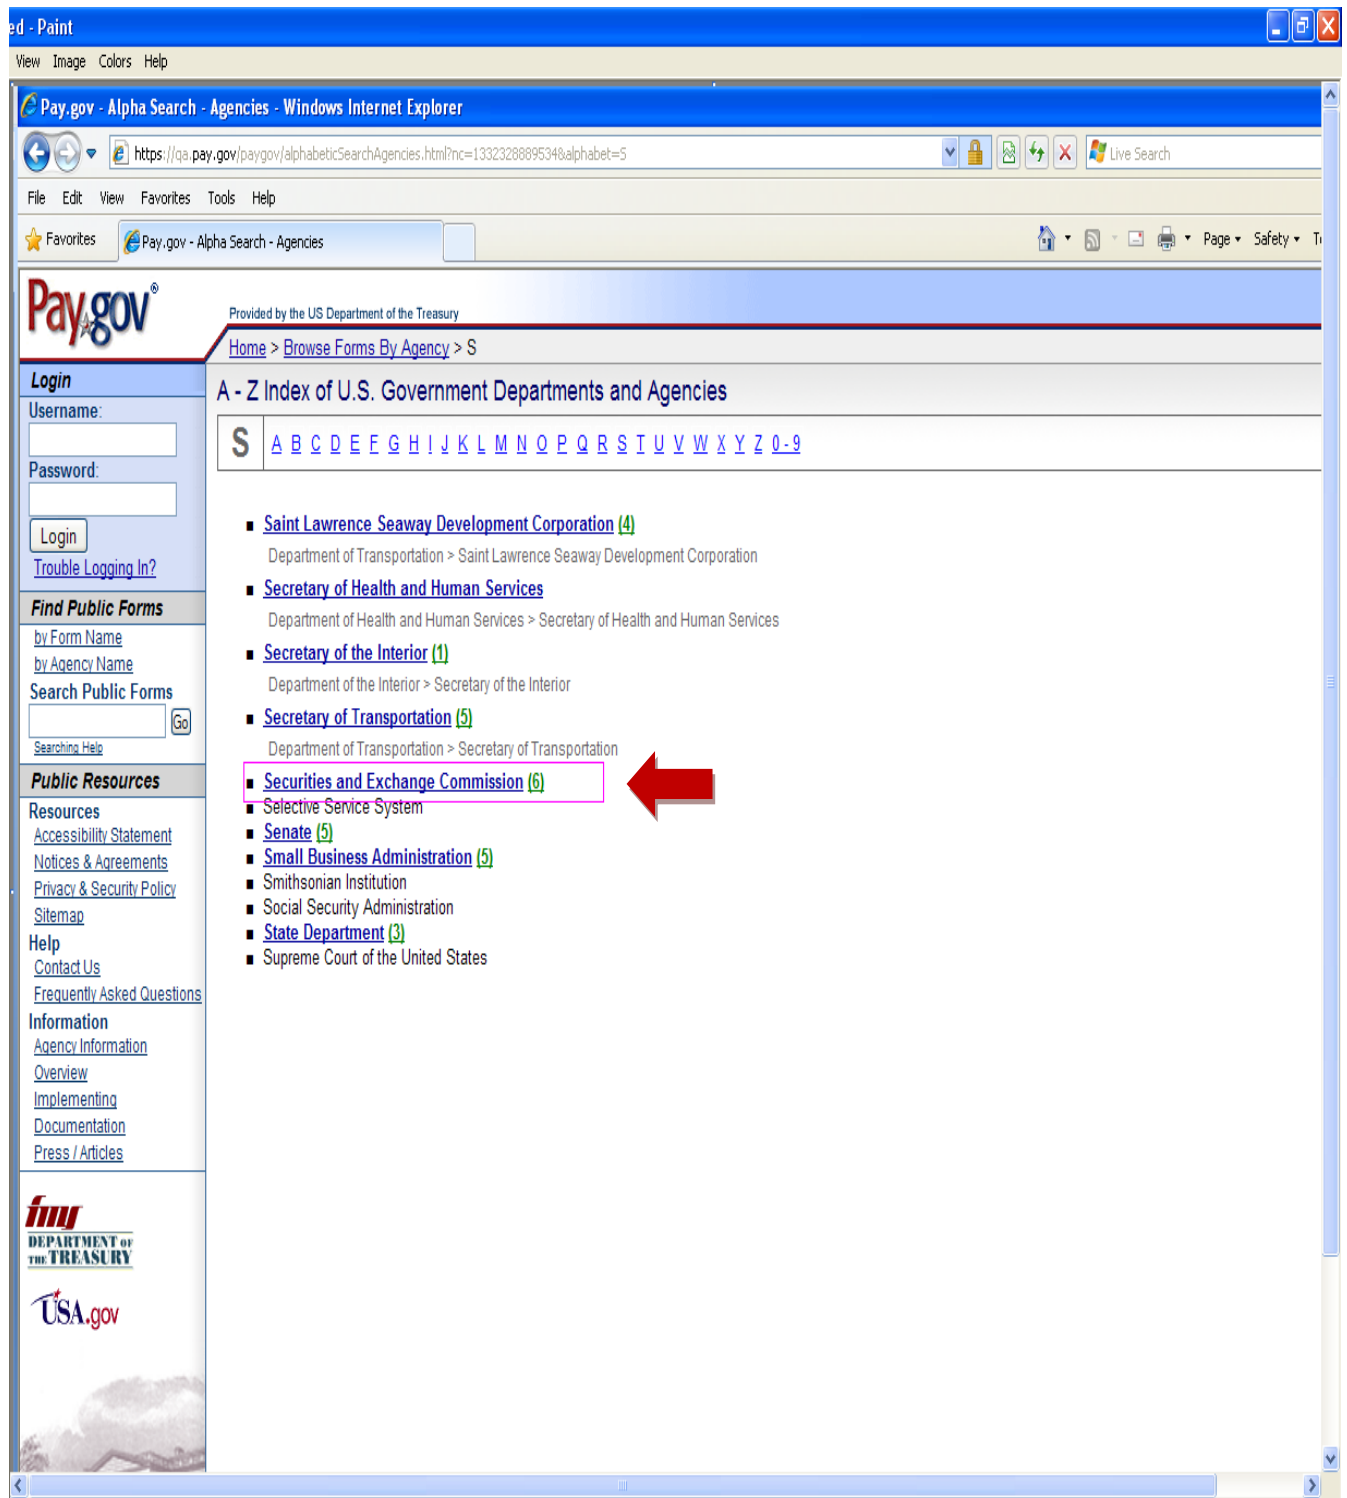 ed - Paint
View Image Colors Help
Pay.gov - Alpha Search - Agencies - Windows Internet Explorer
https://qa.pay.gov/paygov/alphabeticSearchAgencies.html?nc=1332328889534&alphabet=S
Live Search
File Edit View Favorites Tools Help
Favorites Pay.gov - Alpha Search - Agencies
Page Safety
Pay.gov®
Provided by the US Department of the Treasury
Home > Browse Forms By Agency > S
Login
Username:
Password:
Login
Trouble Logging In?
Find Public Forms
by Form Name
by Agency Name
Search Public Forms
Go
Searching Help
Public Resources
Resources
Accessibility Statement
Notices & Agreements
Privacy & Security Policy
Sitemap
Help
Contact Us
Frequently Asked Questions
Information
Agency Information
Overview
Implementing
Documentation
Press / Articles
fmy
DEPARTMENT OF
THE TREASURY
USA.gov
A - Z Index of U.S. Government Departments and Agencies
S A B C D E F G H I J K L M N O P Q R S T U V W X Y Z 0 - 9
Saint Lawrence Seaway Development Corporation (4)
Department of Transportation > Saint Lawrence Seaway Development Corporation
Secretary of Health and Human Services
Department of Health and Human Services > Secretary of Health and Human Services
Secretary of the Interior (1)
Department of the Interior > Secretary of the Interior
Secretary of Transportation (5)
Department of Transportation > Secretary of Transportation
Securities and Exchange Commission (6)
Selective Service System
Senate (5)
Small Business Administration (5)
Smithsonian Institution
Social Security Administration
State Department (3)
Supreme Court of the United States